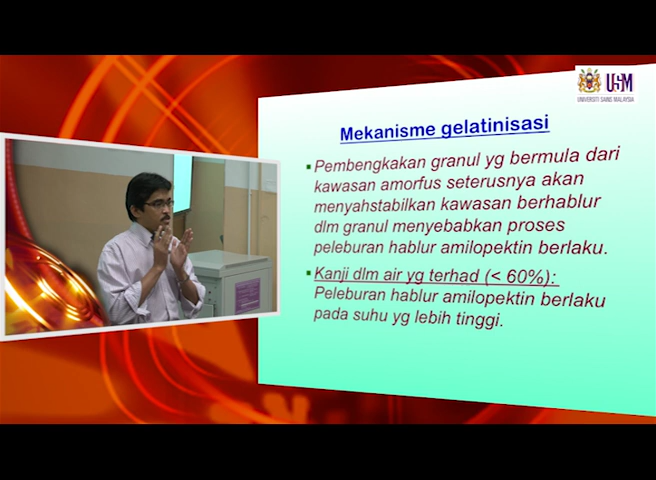 USM
UNIVERSITI SAINS MALAYSIA
Mekanisme gelatinisasi
Pembengkakan granul yg bermula dari
kawasan amorfus seterusnya akan
menyahstabilkan kawasan berhablur
dlm granul menyebabkan proses
peleburan hablur amilopektin berlaku.
Kanji dlm air yg terhad (< 60%):
Peleburan hablur amilopektin berlaku
pada suhu yg lebih tinggi.